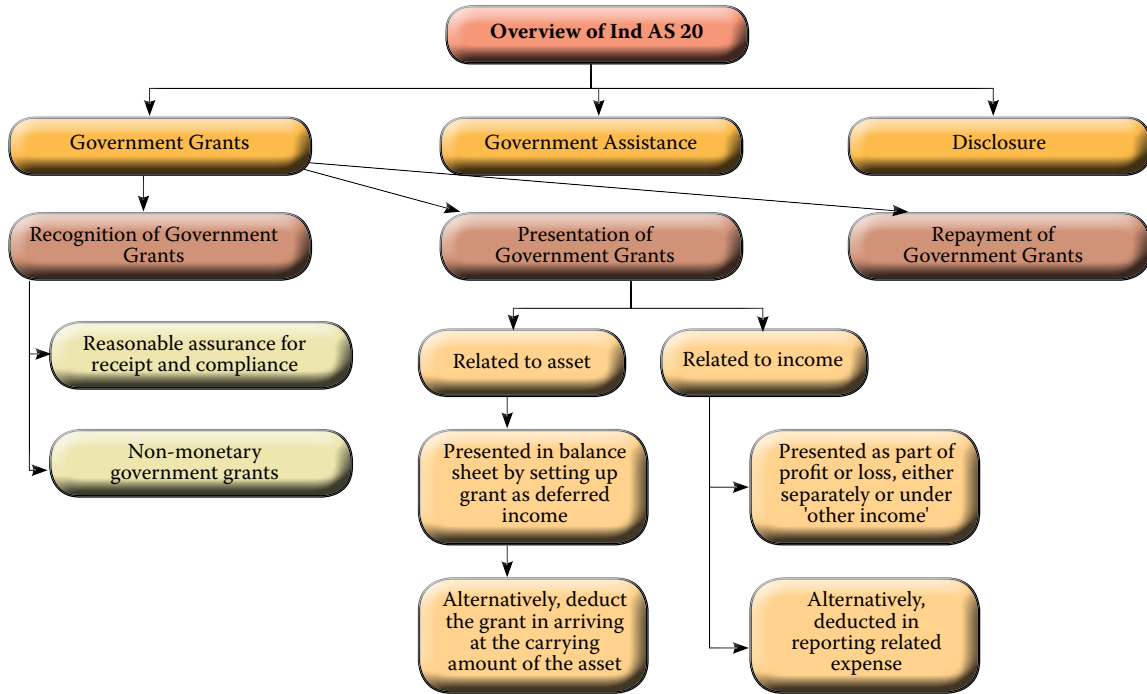 Overview of Ind AS 20
Government Grants
Government Assistance
Disclosure
Recognition of Government
Grants
Presentation of
Government Grants
Repayment of
Government Grants
Reasonable assurance for
receipt and compliance
Non-monetary
government grants
Related to asset
Related to income
Presented in balance
sheet by setting up
grant as deferred
income
Presented as part of
profit or loss, either
separately or under
'other income'
Alternatively, deduct
the grant in arriving
at the carrying
amount of the asset
Alternatively,
deducted in
reporting related
expense